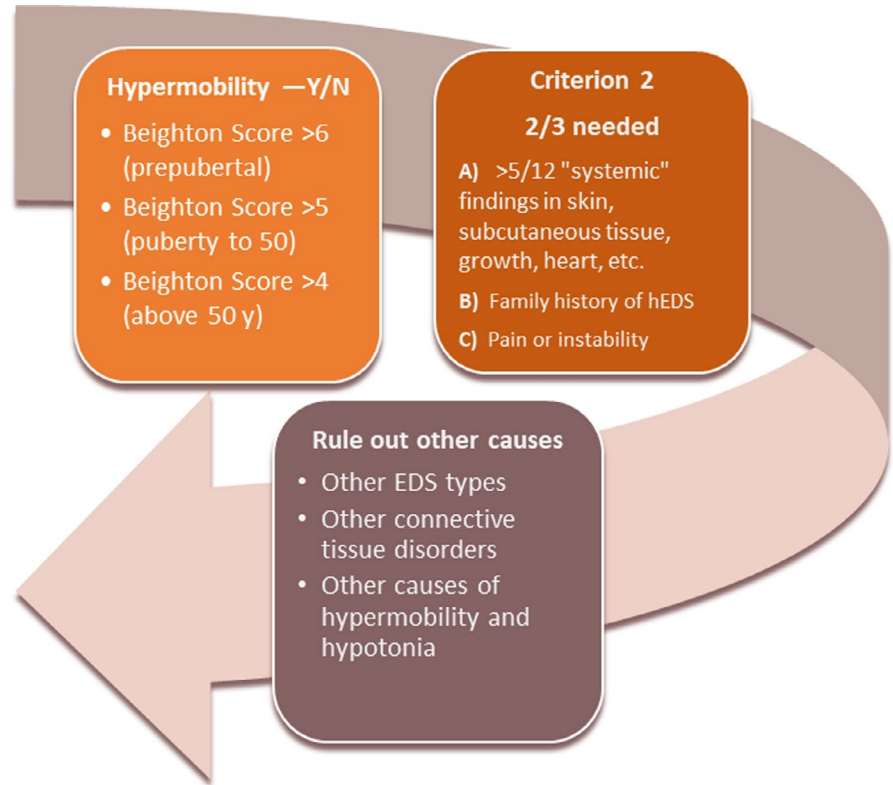 Hypermobility —Y/N
• Beighton Score >6
(prepubertal)
• Beighton Score >5
(puberty to 50)
• Beighton Score >4
(above 50 y)
Criterion 2
2/3 needed
A) >5/12 "systemic"
findings in skin,
subcutaneous tissue,
growth, heart, etc.
B) Family history of hEDS
C) Pain or instability
Rule out other causes
• Other EDS types
• Other connective
tissue disorders
• Other causes of
hypermobility and
hypotonia